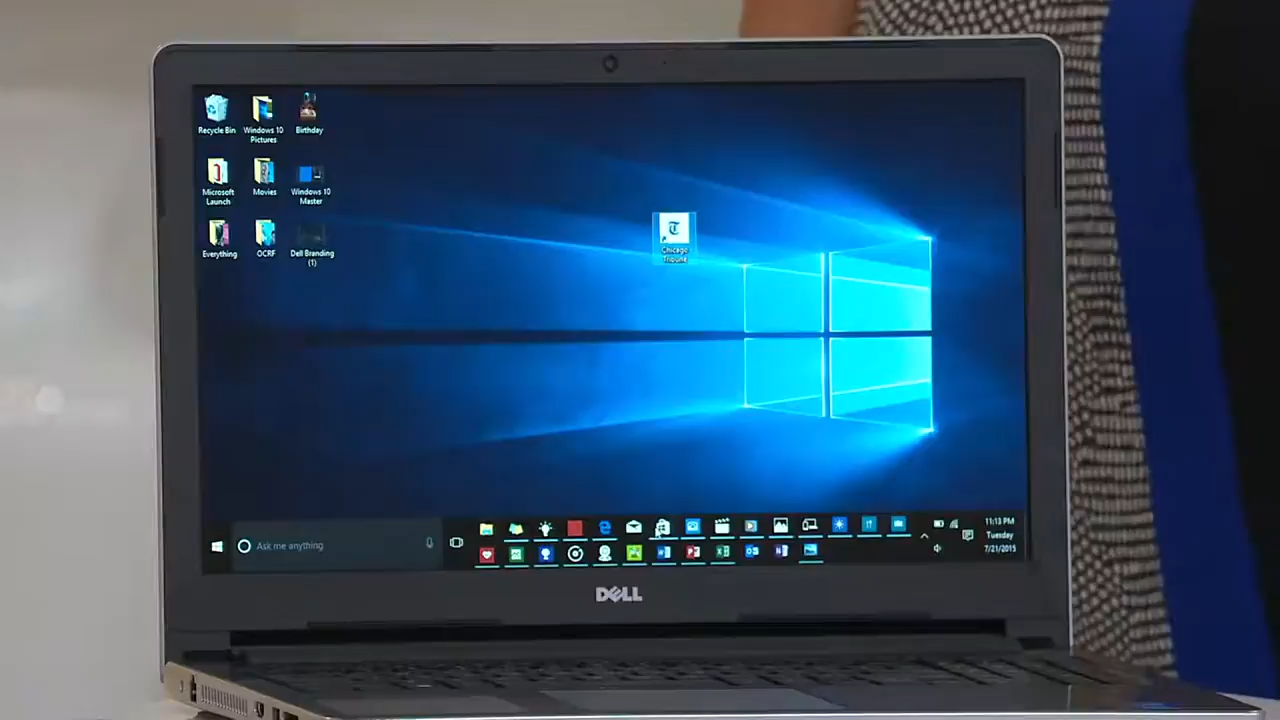 Recycle Bin
Windows 10
Pictures
Birthday
Microsoft
Launch
Movies
Windows 10
Master
Everything
OCRF
Dell Branding
(1)
Chicago
Tribune
Ask me anything
11:13 PM
Tuesday
7/21/2015
DELL